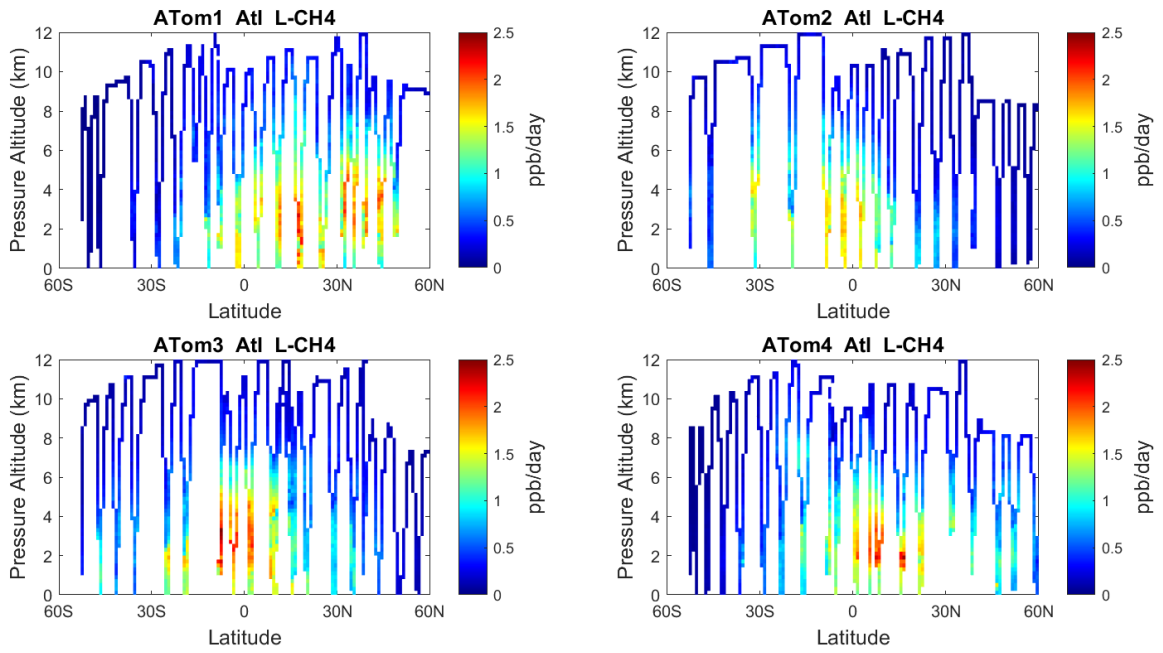 ATom1 Atl L-CH4
12
10
8
6
4
2
0
Pressure Altitude (km)
60S 30S 0 30N 60N
Latitude
2.5
2
1.5
1
0.5
0
ppb/day
ATom2 Atl L-CH4
12
10
8
6
4
2
0
Pressure Altitude (km)
60S 30S 0 30N 60N
Latitude
2.5
2
1.5
1
0.5
0
ppb/day
ATom3 Atl L-CH4
12
10
8
6
4
2
0
Pressure Altitude (km)
60S 30S 0 30N 60N
Latitude
2.5
2
1.5
1
0.5
0
ppb/day
ATom4 Atl L-CH4
12
10
8
6
4
2
0
Pressure Altitude (km)
60S 30S 0 30N 60N
Latitude
2.5
2
1.5
1
0.5
0
ppb/day